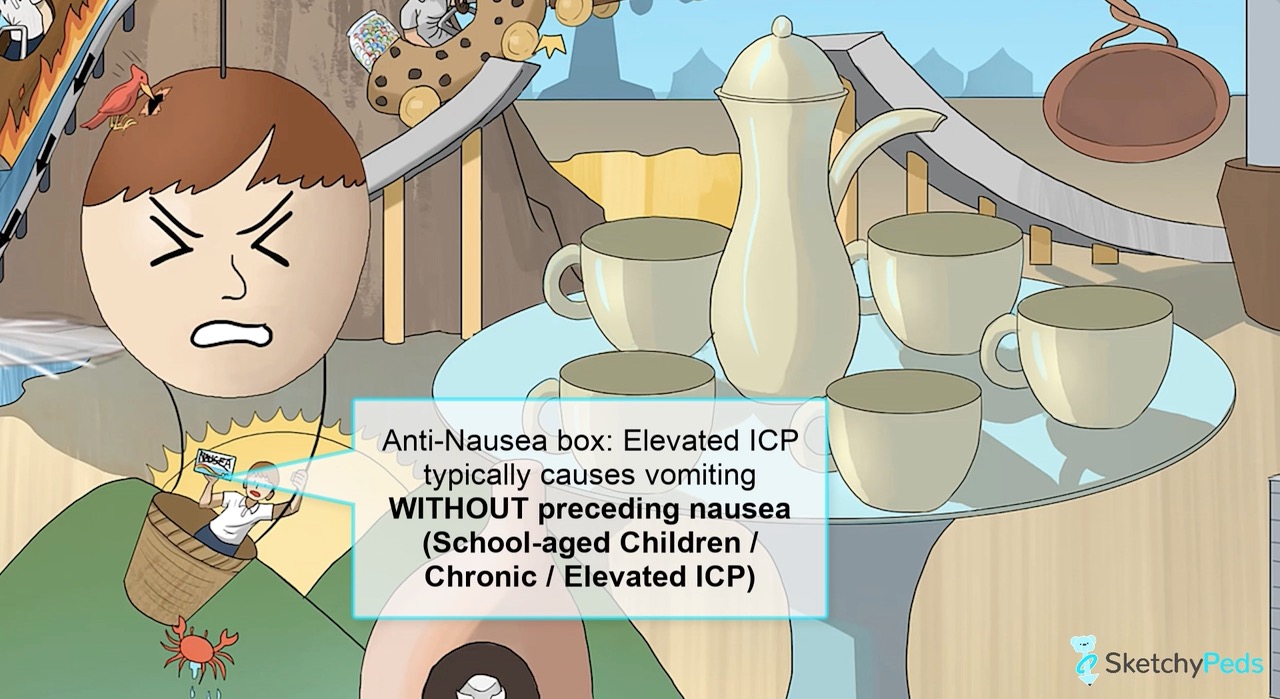 NAUSEA
Anti-Nausea box: Elevated ICP
typically causes vomiting
WITHOUT preceding nausea
(School-aged Children /
Chronic / Elevated ICP)
SketchyPeds